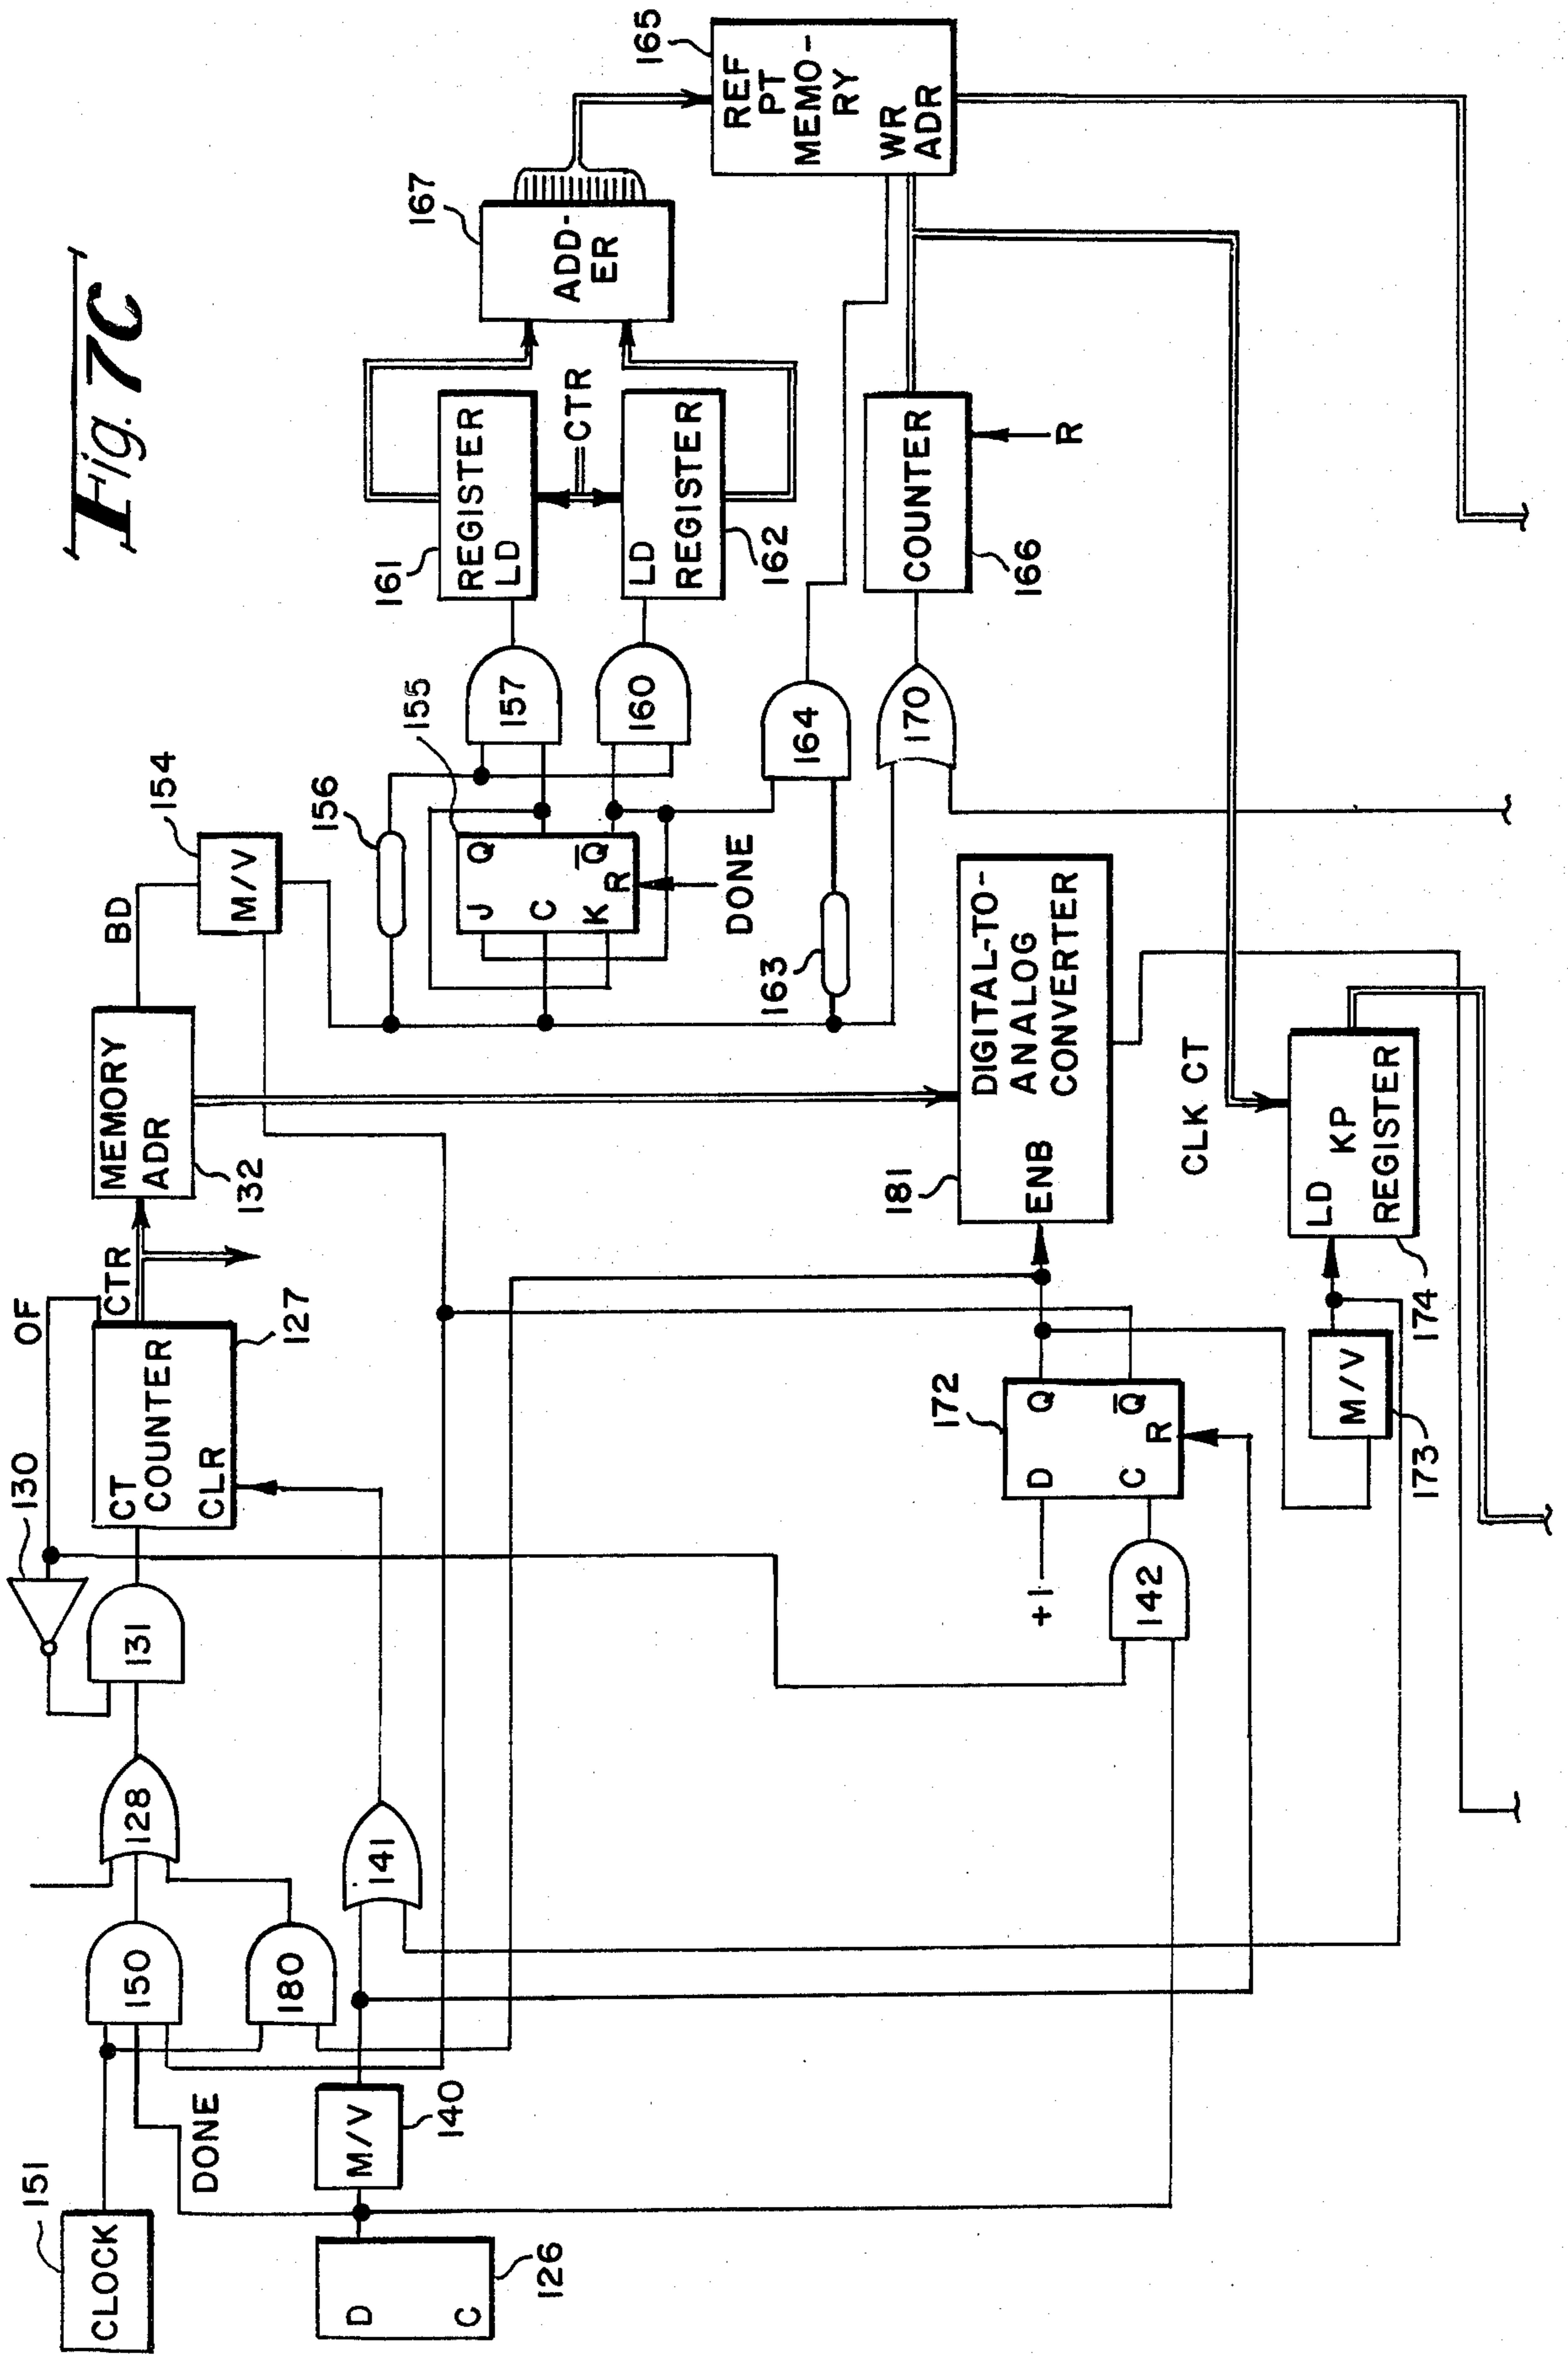 Fig. 7C
151
CLOCK
DONE
150
128
131
130
OF
CT
COUNTER
CLR
127
CTR
MEMORY
ADR
132
BD
M/V
154
180
126
D
C
M/V
140
141
156
J
Q
C
K
Q
R
155
DONE
157
160
161
REGISTER
LD
CTR
LD
REGISTER
162
167
ADD-
ER
165
REF
PT
MEMO-
RY
WR
ADR
163
164
170
COUNTER
166
R
181
DIGITAL-TO-
ANALOG
CONVERTER
ENB
+1
142
172
D
Q
C
Q
R
M/V
173
CLK CT
LD
KP
REGISTER
174